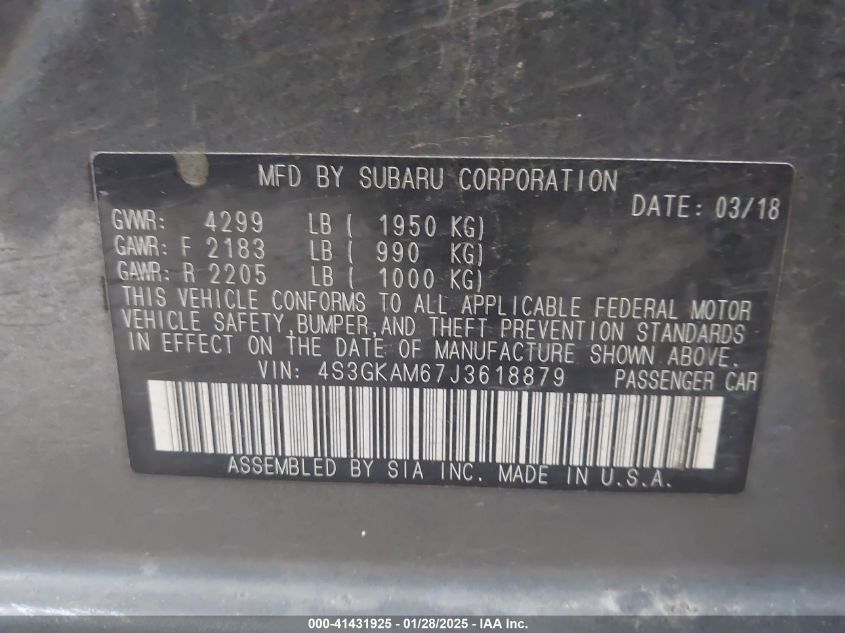 MFD BY SUBARU CORPORATION
DATE: 03/18
GVWR: 4299 LB ( 1950 KG)
GAWR: F 2183 LB ( 990 KG)
GAWR: R 2205 LB ( 1000 KG)
THIS VEHICLE CONFORMS TO ALL APPLICABLE FEDERAL MOTOR
VEHICLE SAFETY, BUMPER, AND THEFT PREVENTION STANDARDS
IN EFFECT ON THE DATE OF MANUFACTURE SHOWN ABOVE.
VIN: 4S3GKAM67J3618879 PASSENGER CAR
ASSEMBLED BY SIA INC. MADE IN U.S.A.
000-41431925 - 01/28/2025 - IAA Inc.